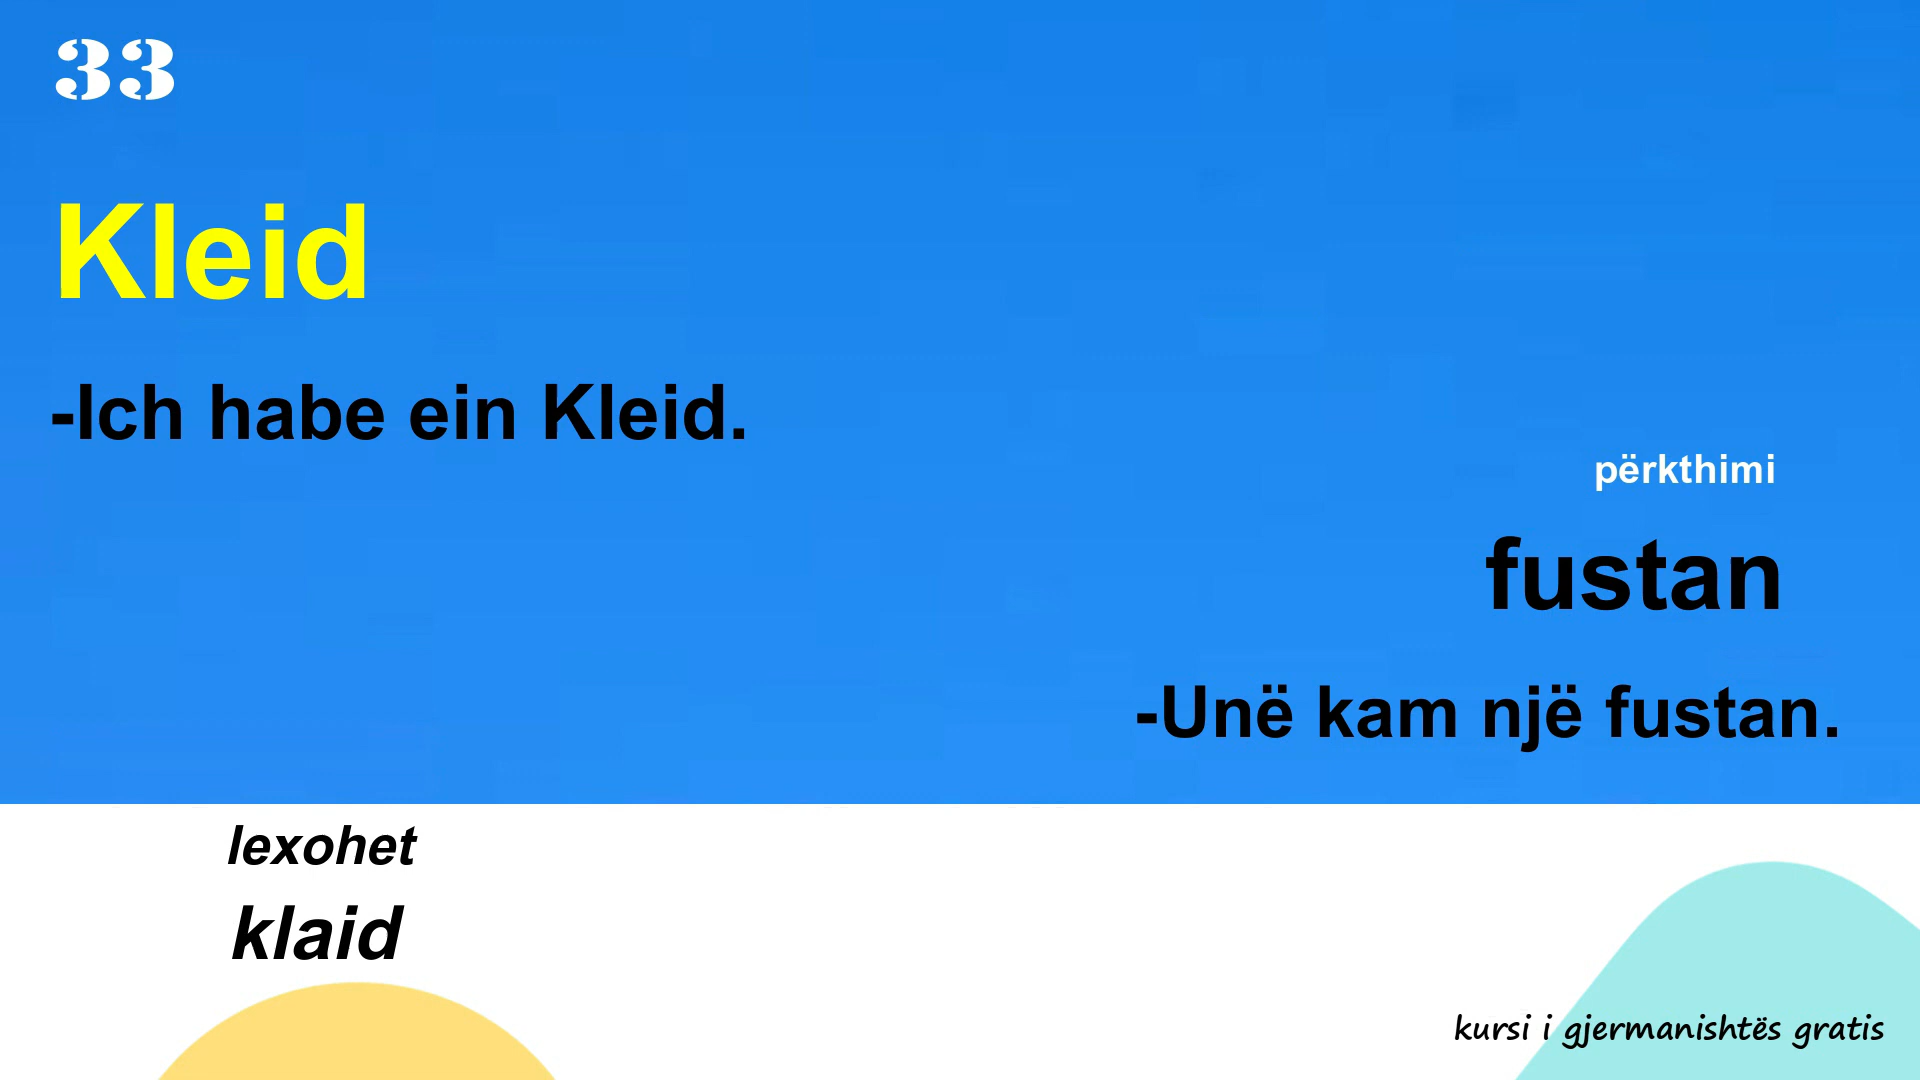 33
Kleid
-Ich habe ein Kleid.
përkthimi
fustan
-Unë kam një fustan.
lexohet
klaid
kursi i gjermanishtës gratis